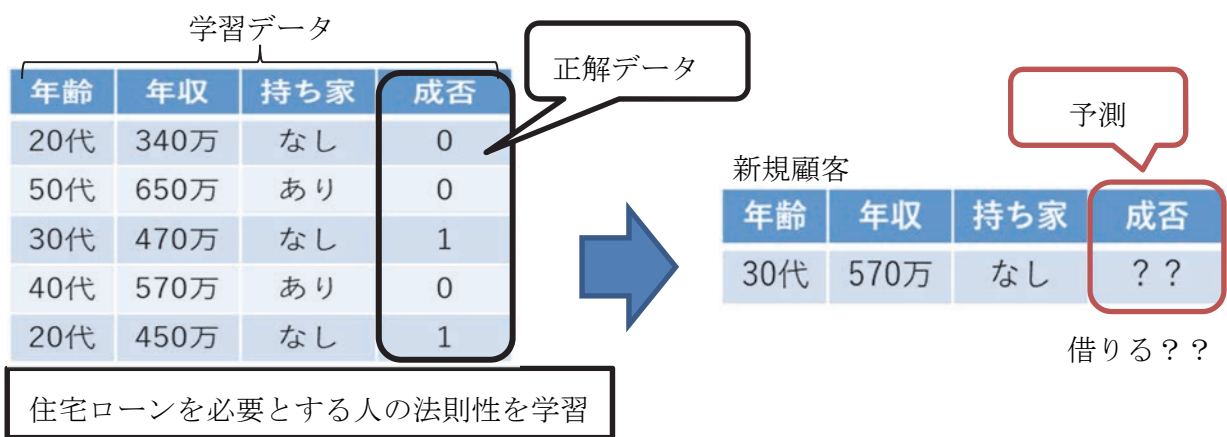 学習データ
正解データ
年齢 年収 持ち家 成否
20代 340万 なし 0
50代 650万 あり 0
30代 470万 なし 1
40代 570万 あり 0
20代 450万 なし 1
住宅ローンを必要とする人の法則性を学習
予測
新規顧客
年齢 年収 持ち家 成否
30代 570万 なし ？？
借りる？？